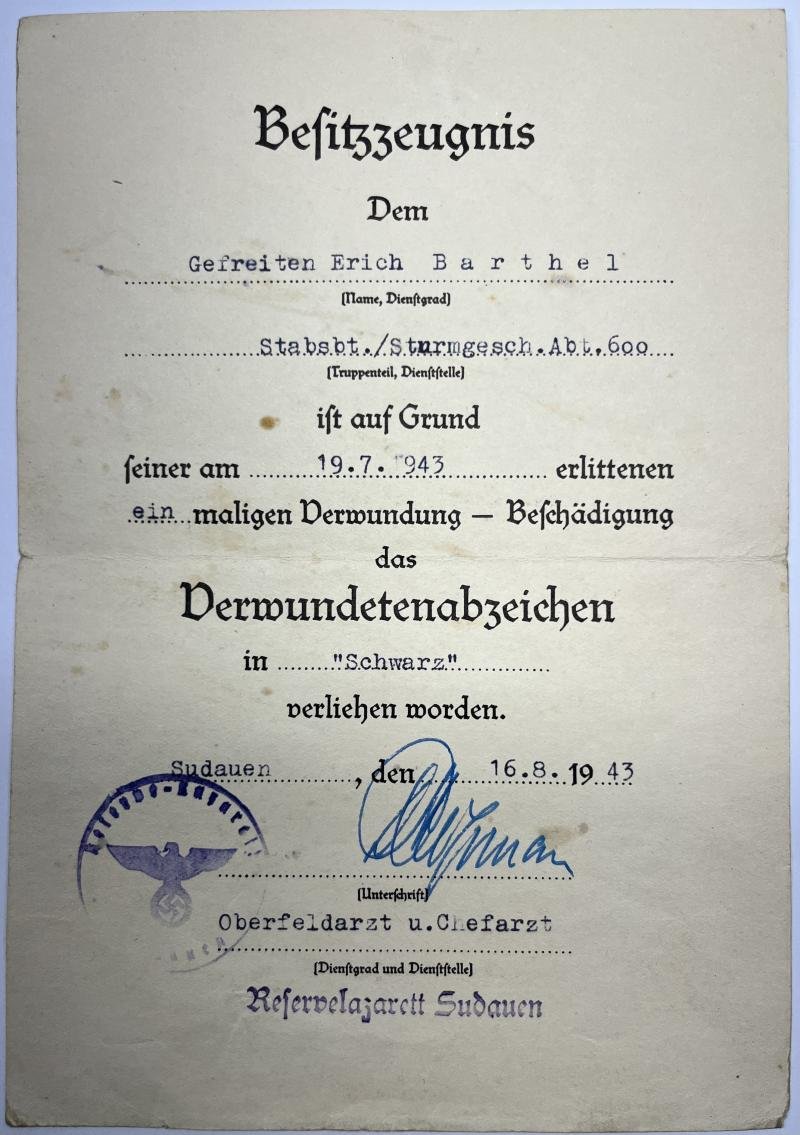 Besitzzeugnis
Dem
Gefreiten Erich Barthel
(Name, Dienstgrad)
Stabsbt./Sturmgesch.Abt.600
(Truppenteil, Dienststelle)
ist auf Grund
seiner am 19.7.1943 erlittenen
ein maligen Verwundung — Beschädigung
das
Verwundetenabzeichen
in "Schwarz"
verliehen worden.
Sudauen, den 16.8.1943
Reserve-Lazarett
(Unterschrift)
Oberfeldarzt u.Chefarzt
(Dienstgrad und Dienststelle)
Reservelazarett Sudauen